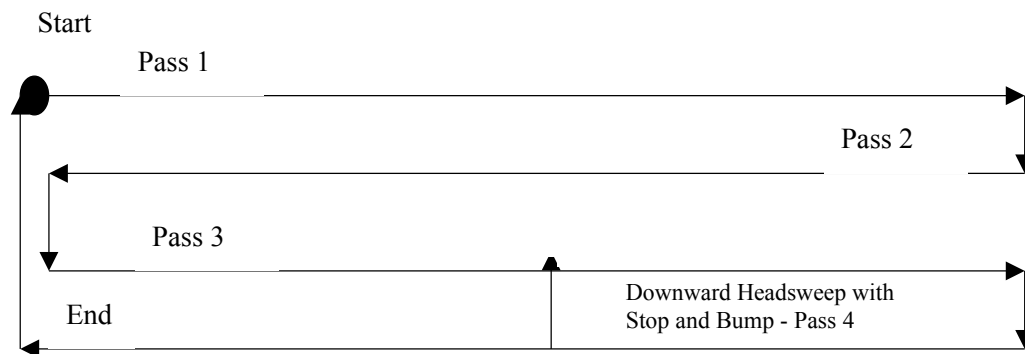 Start
Pass 1
Pass 2
Pass 3
Downward Headsweep with
Stop and Bump - Pass 4
End